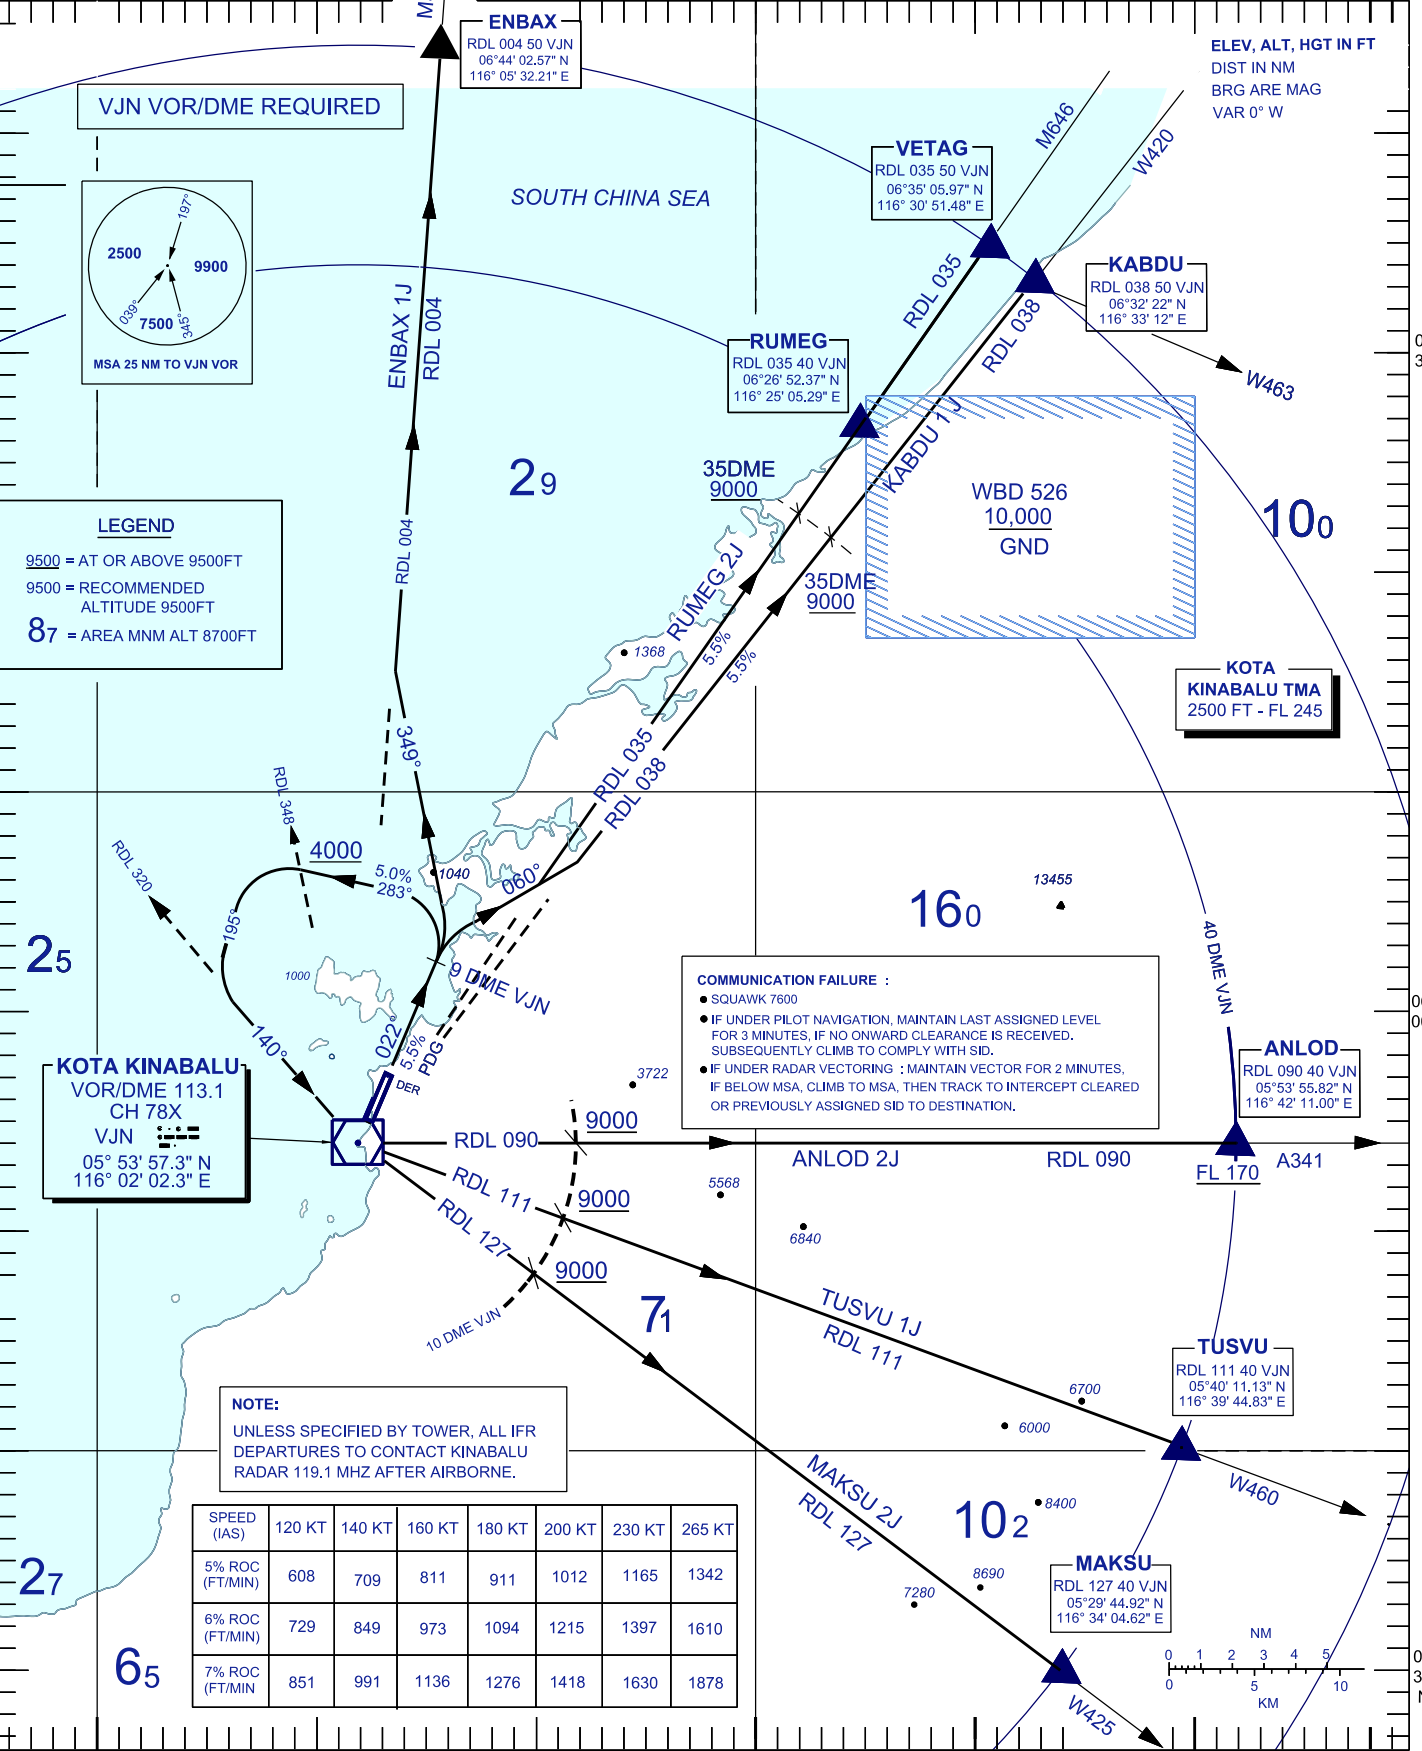 ENBAX
RDL 004 50 VJN
06°44' 02.57" N
116° 05' 32.21" E
ELEV, ALT, HGT IN FT
DIST IN NM
BRG ARE MAG
VAR 0° W
VJN VOR/DME REQUIRED
M646
W420
VETAG
RDL 035 50 VJN
06°35' 05.97" N
116° 30' 51.48" E
SOUTH CHINA SEA
197°
2500
9900
039°
7500
345°
MSA 25 NM TO VJN VOR
KABDU
RDL 038 50 VJN
06°32' 22" N
116° 33' 12" E
W463
RDL 035
RDL 038
ENBAX 1J
RDL 004
RUMEG
RDL 035 40 VJN
06°26' 52.37" N
116° 25' 05.29" E
KABDU 1 J
29
35DME
9000
WBD 526
10,000
GND
100
LEGEND
9500 = AT OR ABOVE 9500FT
9500 = RECOMMENDED
ALTITUDE 9500FT
87 = AREA MNM ALT 8700FT
RDL 004
RUMEG 2J
35DME
9000
1368
5.5%
5.5%
KOTA
KINABALU TMA
2500 FT - FL 245
349°
RDL 035
RDL 038
RDL 348
RDL 320
4000
5.0%
283°
1040
060°
195°
13455
160
40 DME VJN
25
1000
9 DME VJN
022°
5.5%
PDG
DER
140°
COMMUNICATION FAILURE :
● SQUAWK 7600
● IF UNDER PILOT NAVIGATION, MAINTAIN LAST ASSIGNED LEVEL
FOR 3 MINUTES, IF NO ONWARD CLEARANCE IS RECEIVED.
SUBSEQUENTLY CLIMB TO COMPLY WITH SID.
● IF UNDER RADAR VECTORING : MAINTAIN VECTOR FOR 2 MINUTES,
IF BELOW MSA, CLIMB TO MSA, THEN TRACK TO INTERCEPT CLEARED
OR PREVIOUSLY ASSIGNED SID TO DESTINATION.
KOTA KINABALU
VOR/DME 113.1
CH 78X
VJN
05° 53' 57.3" N
116° 02' 02.3" E
3722
ANLOD
RDL 090 40 VJN
05°53' 55.82" N
116° 42' 11.00" E
9000
RDL 090
ANLOD 2J
RDL 090
FL 170
A341
RDL 111
9000
5568
6840
RDL 127
9000
10 DME VJN
71
TUSVU 1J
RDL 111
TUSVU
RDL 111 40 VJN
05°40' 11.13" N
116° 39' 44.83" E
6700
6000
W460
NOTE:
UNLESS SPECIFIED BY TOWER, ALL IFR
DEPARTURES TO CONTACT KINABALU
RADAR 119.1 MHZ AFTER AIRBORNE.
MAKSU 2J
RDL 127
8400
102
8690
7280
MAKSU
RDL 127 40 VJN
05°29' 44.92" N
116° 34' 04.62" E
W425
27
65
SPEED (IAS) 120 KT 140 KT 160 KT 180 KT 200 KT 230 KT 265 KT
5% ROC (FT/MIN) 608 709 811 911 1012 1165 1342
6% ROC (FT/MIN) 729 849 973 1094 1215 1397 1610
7% ROC (FT/MIN 851 991 1136 1276 1418 1630 1878
NM
0 1 2 3 4 5
0 5 10
KM